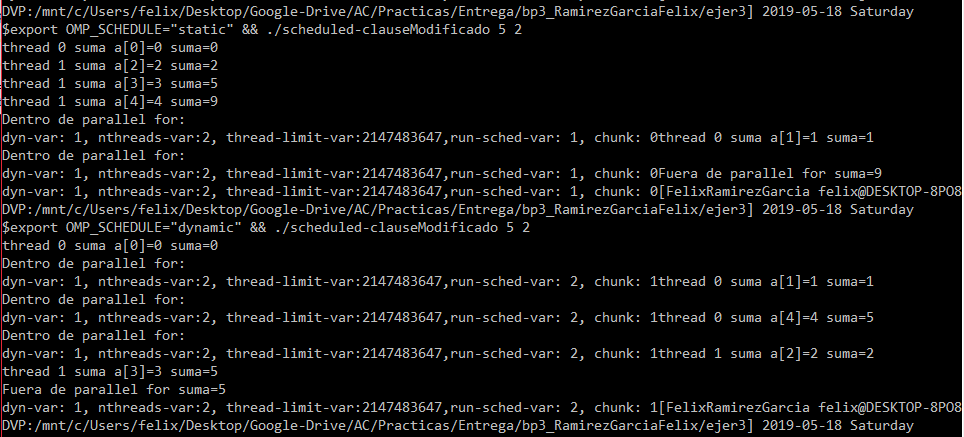 DVP:/mnt/c/Users/felix/Desktop/Google-Drive/AC/Practicas/Entrega/bp3_RamirezGarciaFelix/ejer3] 2019-05-18 Saturday
$export OMP_SCHEDULE="static" && ./scheduled-clauseModificado 5 2
thread 0 suma a[0]=0 suma=0
thread 1 suma a[2]=2 suma=2
thread 1 suma a[3]=3 suma=5
thread 1 suma a[4]=4 suma=9
Dentro de parallel for:
dyn-var: 1, nthreads-var:2, thread-limit-var:2147483647,run-sched-var: 1, chunk: 0thread 0 suma a[1]=1 suma=1
Dentro de parallel for:
dyn-var: 1, nthreads-var:2, thread-limit-var:2147483647,run-sched-var: 1, chunk: 0Fuera de parallel for suma=9
dyn-var: 1, nthreads-var:2, thread-limit-var:2147483647,run-sched-var: 1, chunk: 0[FelixRamirezGarcia felix@DESKTOP-8PO8
DVP:/mnt/c/Users/felix/Desktop/Google-Drive/AC/Practicas/Entrega/bp3_RamirezGarciaFelix/ejer3] 2019-05-18 Saturday
$export OMP_SCHEDULE="dynamic" && ./scheduled-clauseModificado 5 2
thread 0 suma a[0]=0 suma=0
Dentro de parallel for:
dyn-var: 1, nthreads-var:2, thread-limit-var:2147483647,run-sched-var: 2, chunk: 1thread 0 suma a[1]=1 suma=1
Dentro de parallel for:
dyn-var: 1, nthreads-var:2, thread-limit-var:2147483647,run-sched-var: 2, chunk: 1thread 0 suma a[4]=4 suma=5
Dentro de parallel for:
dyn-var: 1, nthreads-var:2, thread-limit-var:2147483647,run-sched-var: 2, chunk: 1thread 1 suma a[2]=2 suma=2
thread 1 suma a[3]=3 suma=5
Fuera de parallel for suma=5
dyn-var: 1, nthreads-var:2, thread-limit-var:2147483647,run-sched-var: 2, chunk: 1[FelixRamirezGarcia felix@DESKTOP-8PO8
DVP:/mnt/c/Users/felix/Desktop/Google-Drive/AC/Practicas/Entrega/bp3_RamirezGarciaFelix/ejer3] 2019-05-18 Saturday